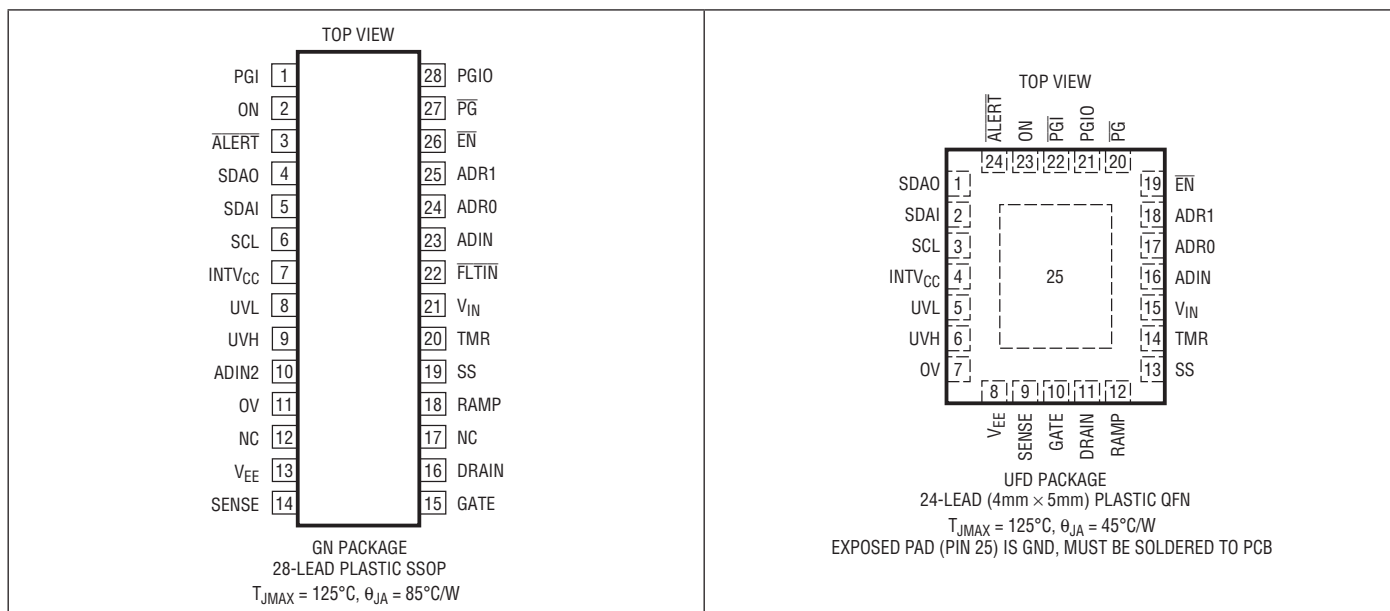 TOP VIEW
PGI 1
ON 2
ALERT 3
SDAO 4
SDAI 5
SCL 6
INTVCC 7
UVL 8
UVH 9
ADIN2 10
OV 11
NC 12
VEE 13
SENSE 14
28 PGIO
27 PG
26 EN
25 ADR1
24 ADR0
23 ADIN
22 FLTIN
21 VIN
20 TMR
19 SS
18 RAMP
17 NC
16 DRAIN
15 GATE
GN PACKAGE
28-LEAD PLASTIC SSOP
TJMAX = 125°C, θJA = 85°C/W
TOP VIEW
ALERT ON PGI PGIO PG
24 23 22 21 20
SDAO 1
SDAI 2
SCL 3
INTVCC 4
UVL 5
UVH 6
OV 7
25
19 EN
18 ADR1
17 ADR0
16 ADIN
15 VIN
14 TMR
13 SS
8 9 10 11 12
VEE SENSE GATE DRAIN RAMP
UFD PACKAGE
24-LEAD (4mm × 5mm) PLASTIC QFN
TJMAX = 125°C, θJA = 45°C/W
EXPOSED PAD (PIN 25) IS GND, MUST BE SOLDERED TO PCB